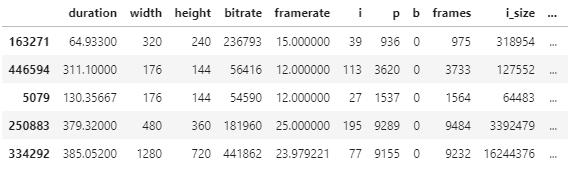 duration width height bitrate framerate i p b frames i_size ...
163271 64.93300 320 240 236793 15.000000 39 936 0 975 318954 ...
446594 311.10000 176 144 56416 12.000000 113 3620 0 3733 127552 ...
5079 130.35667 176 144 54590 12.000000 27 1537 0 1564 64483 ...
250883 379.32000 480 360 181960 25.000000 195 9289 0 9484 3392479 ...
334292 385.05200 1280 720 441862 23.979221 77 9155 0 9232 16244376 ...